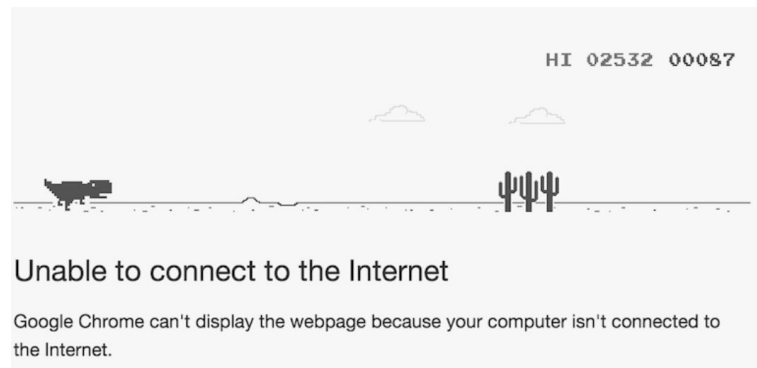 HI 02532 00087
Unable to connect to the Internet
Google Chrome can't display the webpage because your computer isn't connected to
the Internet.